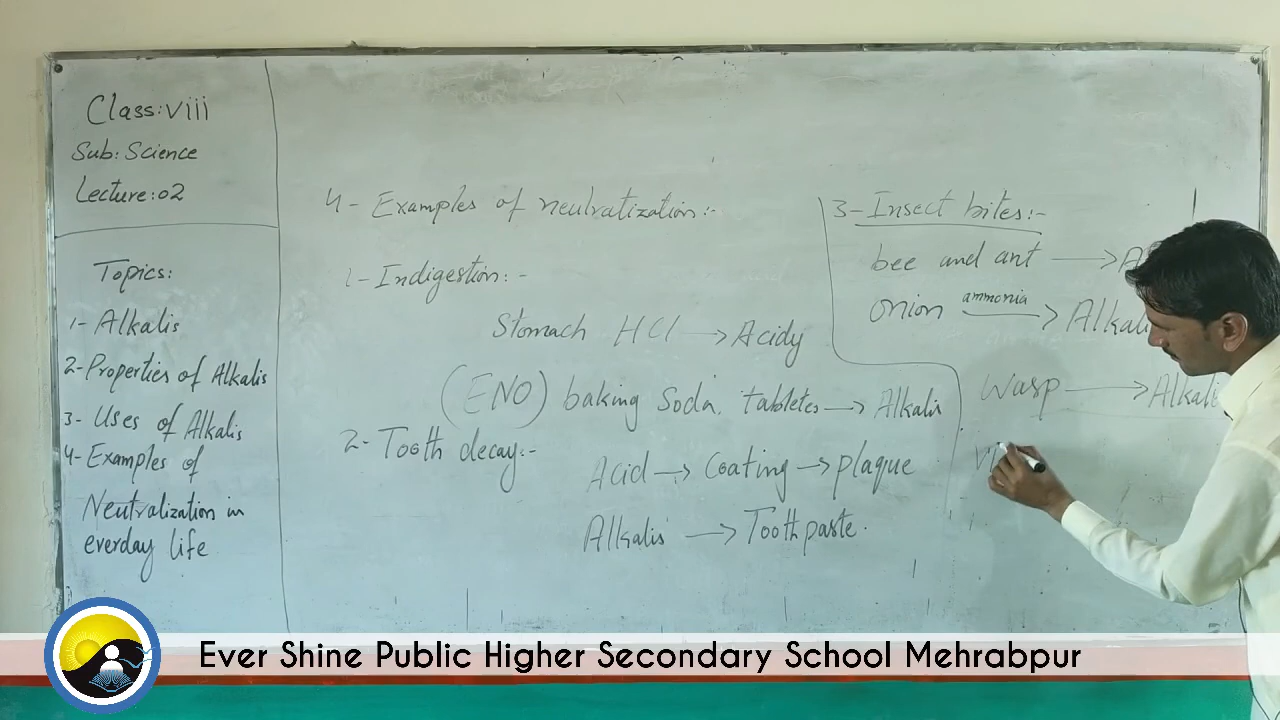 Class: viii
Sub: Science
Lecture: 02
Topics:
1- Alkalis
2- Properties of Alkalis
3- Uses of Alkalis
4- Examples of
Neutralization in
everday life
4- Examples of neutratization:-
1- Indigestion:-
Stomach HCl → Acidy
(ENO) baking Soda, tabletes → Alkalis
2- Tooth decay:-
Acid → Coating → plaque
Alkalis → Tooth paste.
3- Insect bites:-
bee and ant →
onion ammonia → Alkali
Wasp → Alkali
Ever Shine Public Higher Secondary School Mehrabpur